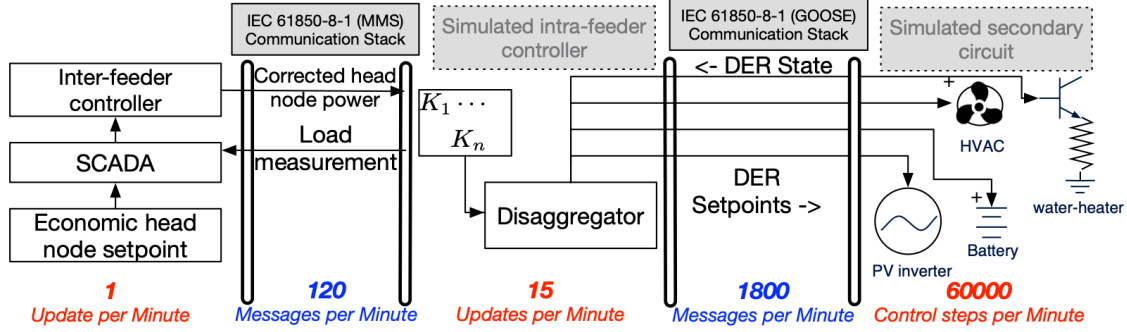 IEC 61850-8-1 (MMS)
Communication Stack
Simulated intra-feeder
controller
IEC 61850-8-1 (GOOSE)
Communication Stack
Simulated secondary
circuit
Inter-feeder
controller
SCADA
Economic head
node setpoint
Corrected head
node power
Load
measurement
K1 ···
Kn
Disaggregator
<- DER State
DER
Setpoints ->
+
HVAC
+
Battery
PV inverter
water-heater
1
Update per Minute
120
Messages per Minute
15
Updates per Minute
1800
Messages per Minute
60000
Control steps per Minute